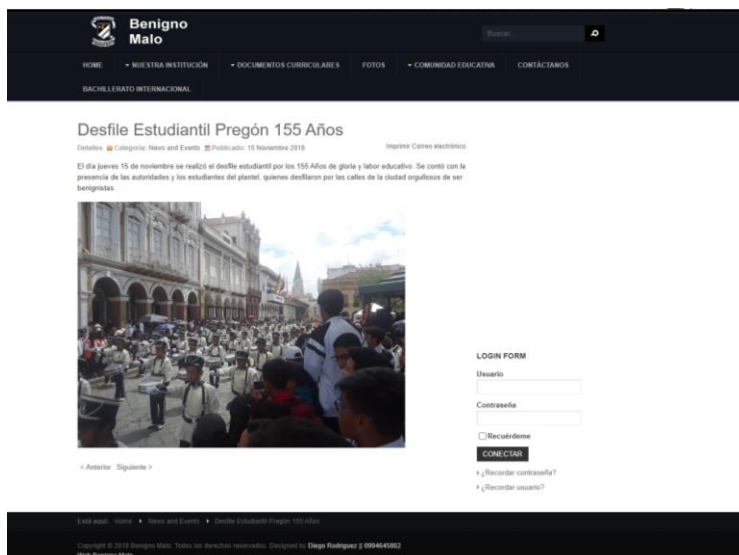 Benigno
Malo
Buscar...
HOME
NUESTRA INSTITUCIÓN
DOCUMENTOS CURRICULARES
FOTOS
COMUNIDAD EDUCATIVA
CONTÁCTANOS
BACHILLERATO INTERNACIONAL
Desfile Estudiantil Pregón 155 Años
Detalles Categoría: News and Events Publicado: 15 Noviembre 2018
Imprimir Correo electrónico
El día jueves 15 de noviembre se realizó el desfile estudiantil por los 155 Años de gloria y labor educativo. Se contó con la
presencia de las autoridades y los estudiantes del plantel, quienes desfilaron por las calles de la ciudad orgullosos de ser
benignistas.
< Anterior Siguiente >
LOGIN FORM
Usuario
Contraseña
Recuérdeme
CONECTAR
¿Recordar contraseña?
¿Recordar usuario?
Está aquí: Home News and Events Desfile Estudiantil Pregón 155 Años
Copyright © 2018 Benigno Malo. Todos los derechos reservados. Designed by Diego Rodriguez || 0994645862
Web Benigno Malo